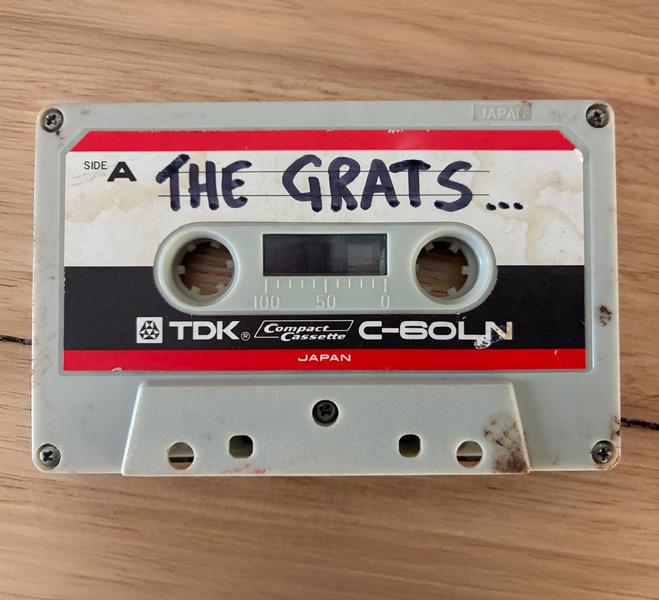 JAPAN
SIDE A THE GRATS...
100 50 0
TDK® Compact Cassette C-60LN
JAPAN